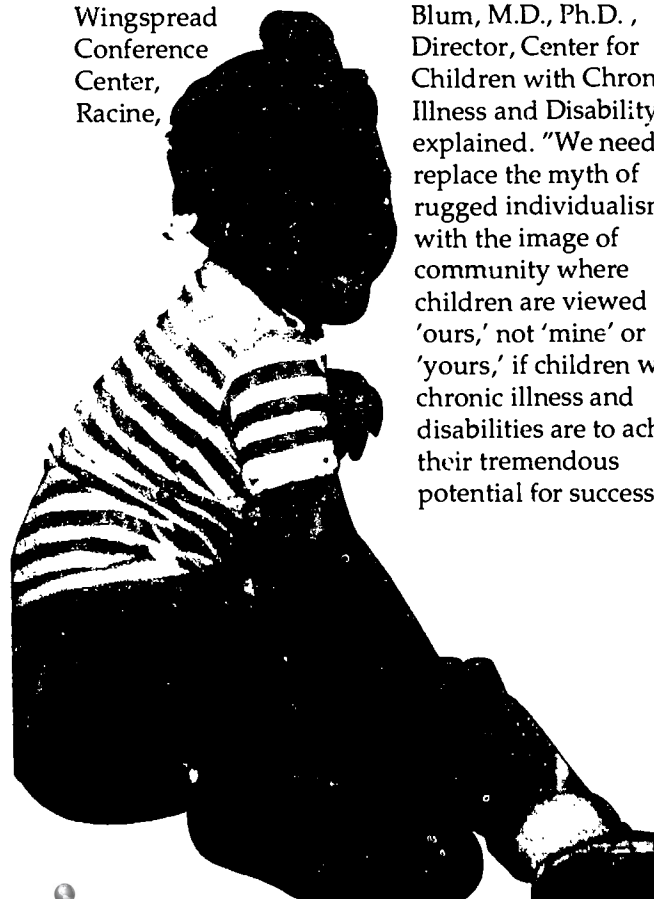 Wingspread
Conference
Center,
Racine,
Blum, M.D., Ph.D. ,
Director, Center for
Children with Chron
Illness and Disability
explained. "We need
replace the myth of
rugged individualism
with the image of
community where
children are viewed
'ours,' not 'mine' or
'yours,' if children w
chronic illness and
disabilities are to ach
their tremendous
potential for success